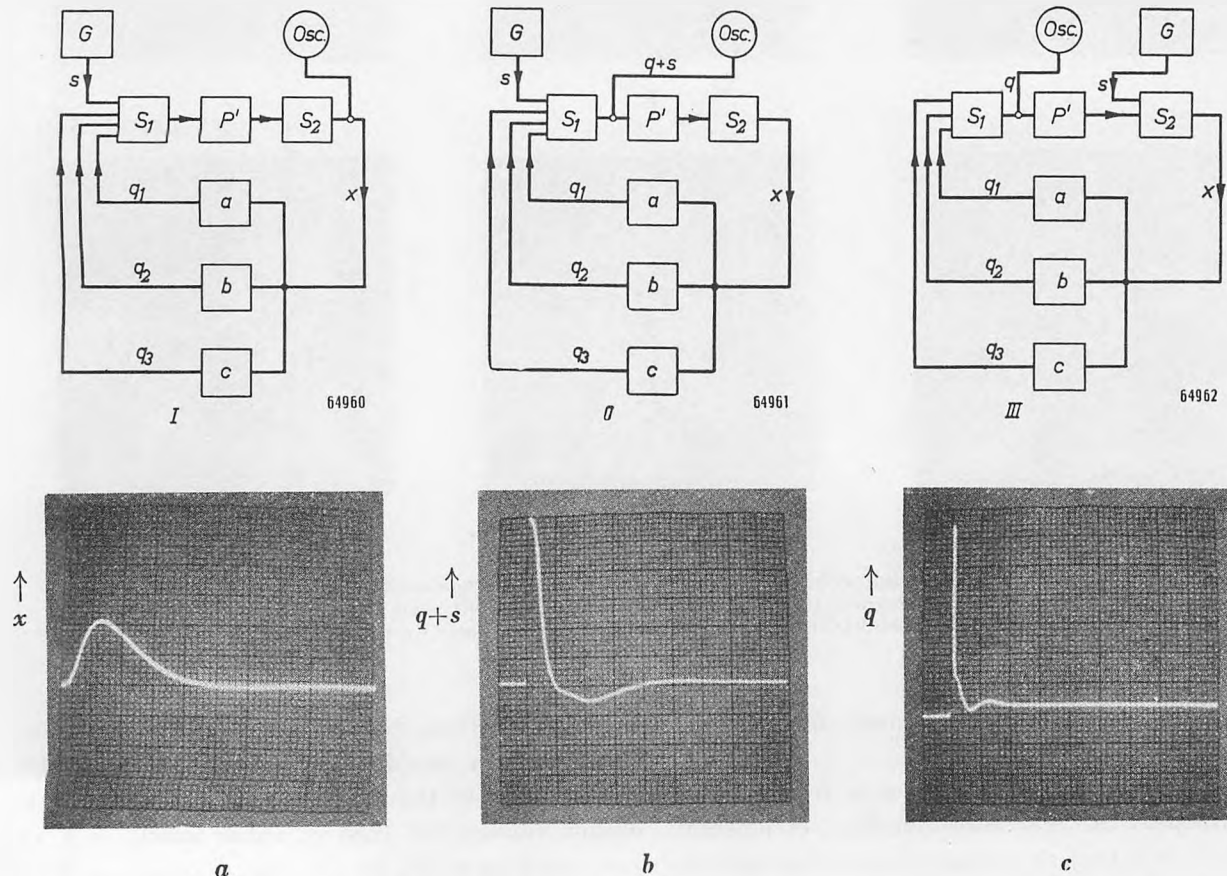 G
Osc.
s
S1
P'
S2
q1
a
x
q2
b
q3
c
64960
I
G
Osc.
q+s
s
S1
P'
S2
q1
a
x
q2
b
q3
c
64961
II
Osc.
G
q
s
S1
P'
S2
q1
a
x
q2
b
q3
c
64962
III
↑
x
↑
q+s
↑
q
a
b
c